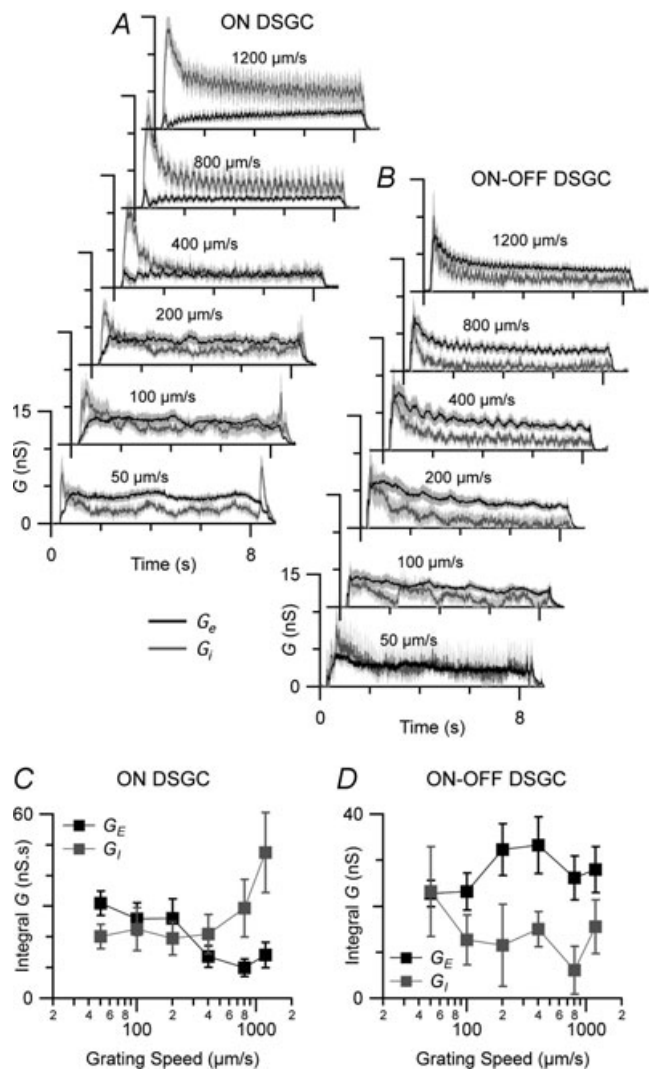 A
ON DSGC
1200 µm/s
800 µm/s
400 µm/s
200 µm/s
100 µm/s
50 µm/s
15
G (nS)
0
0
8
Time (s)
Ge
Gi
B
ON-OFF DSGC
1200 µm/s
800 µm/s
400 µm/s
200 µm/s
100 µm/s
50 µm/s
15
G (nS)
0
0
8
Time (s)
C
ON DSGC
60
GE
GI
Integral G (nS.s)
0
2 4 6 8 100 2 4 6 8 1000 2
Grating Speed (µm/s)
D
ON-OFF DSGC
40
Integral G (nS)
GE
GI
0
2 4 6 8 100 2 4 6 8 1000 2
Grating Speed (µm/s)